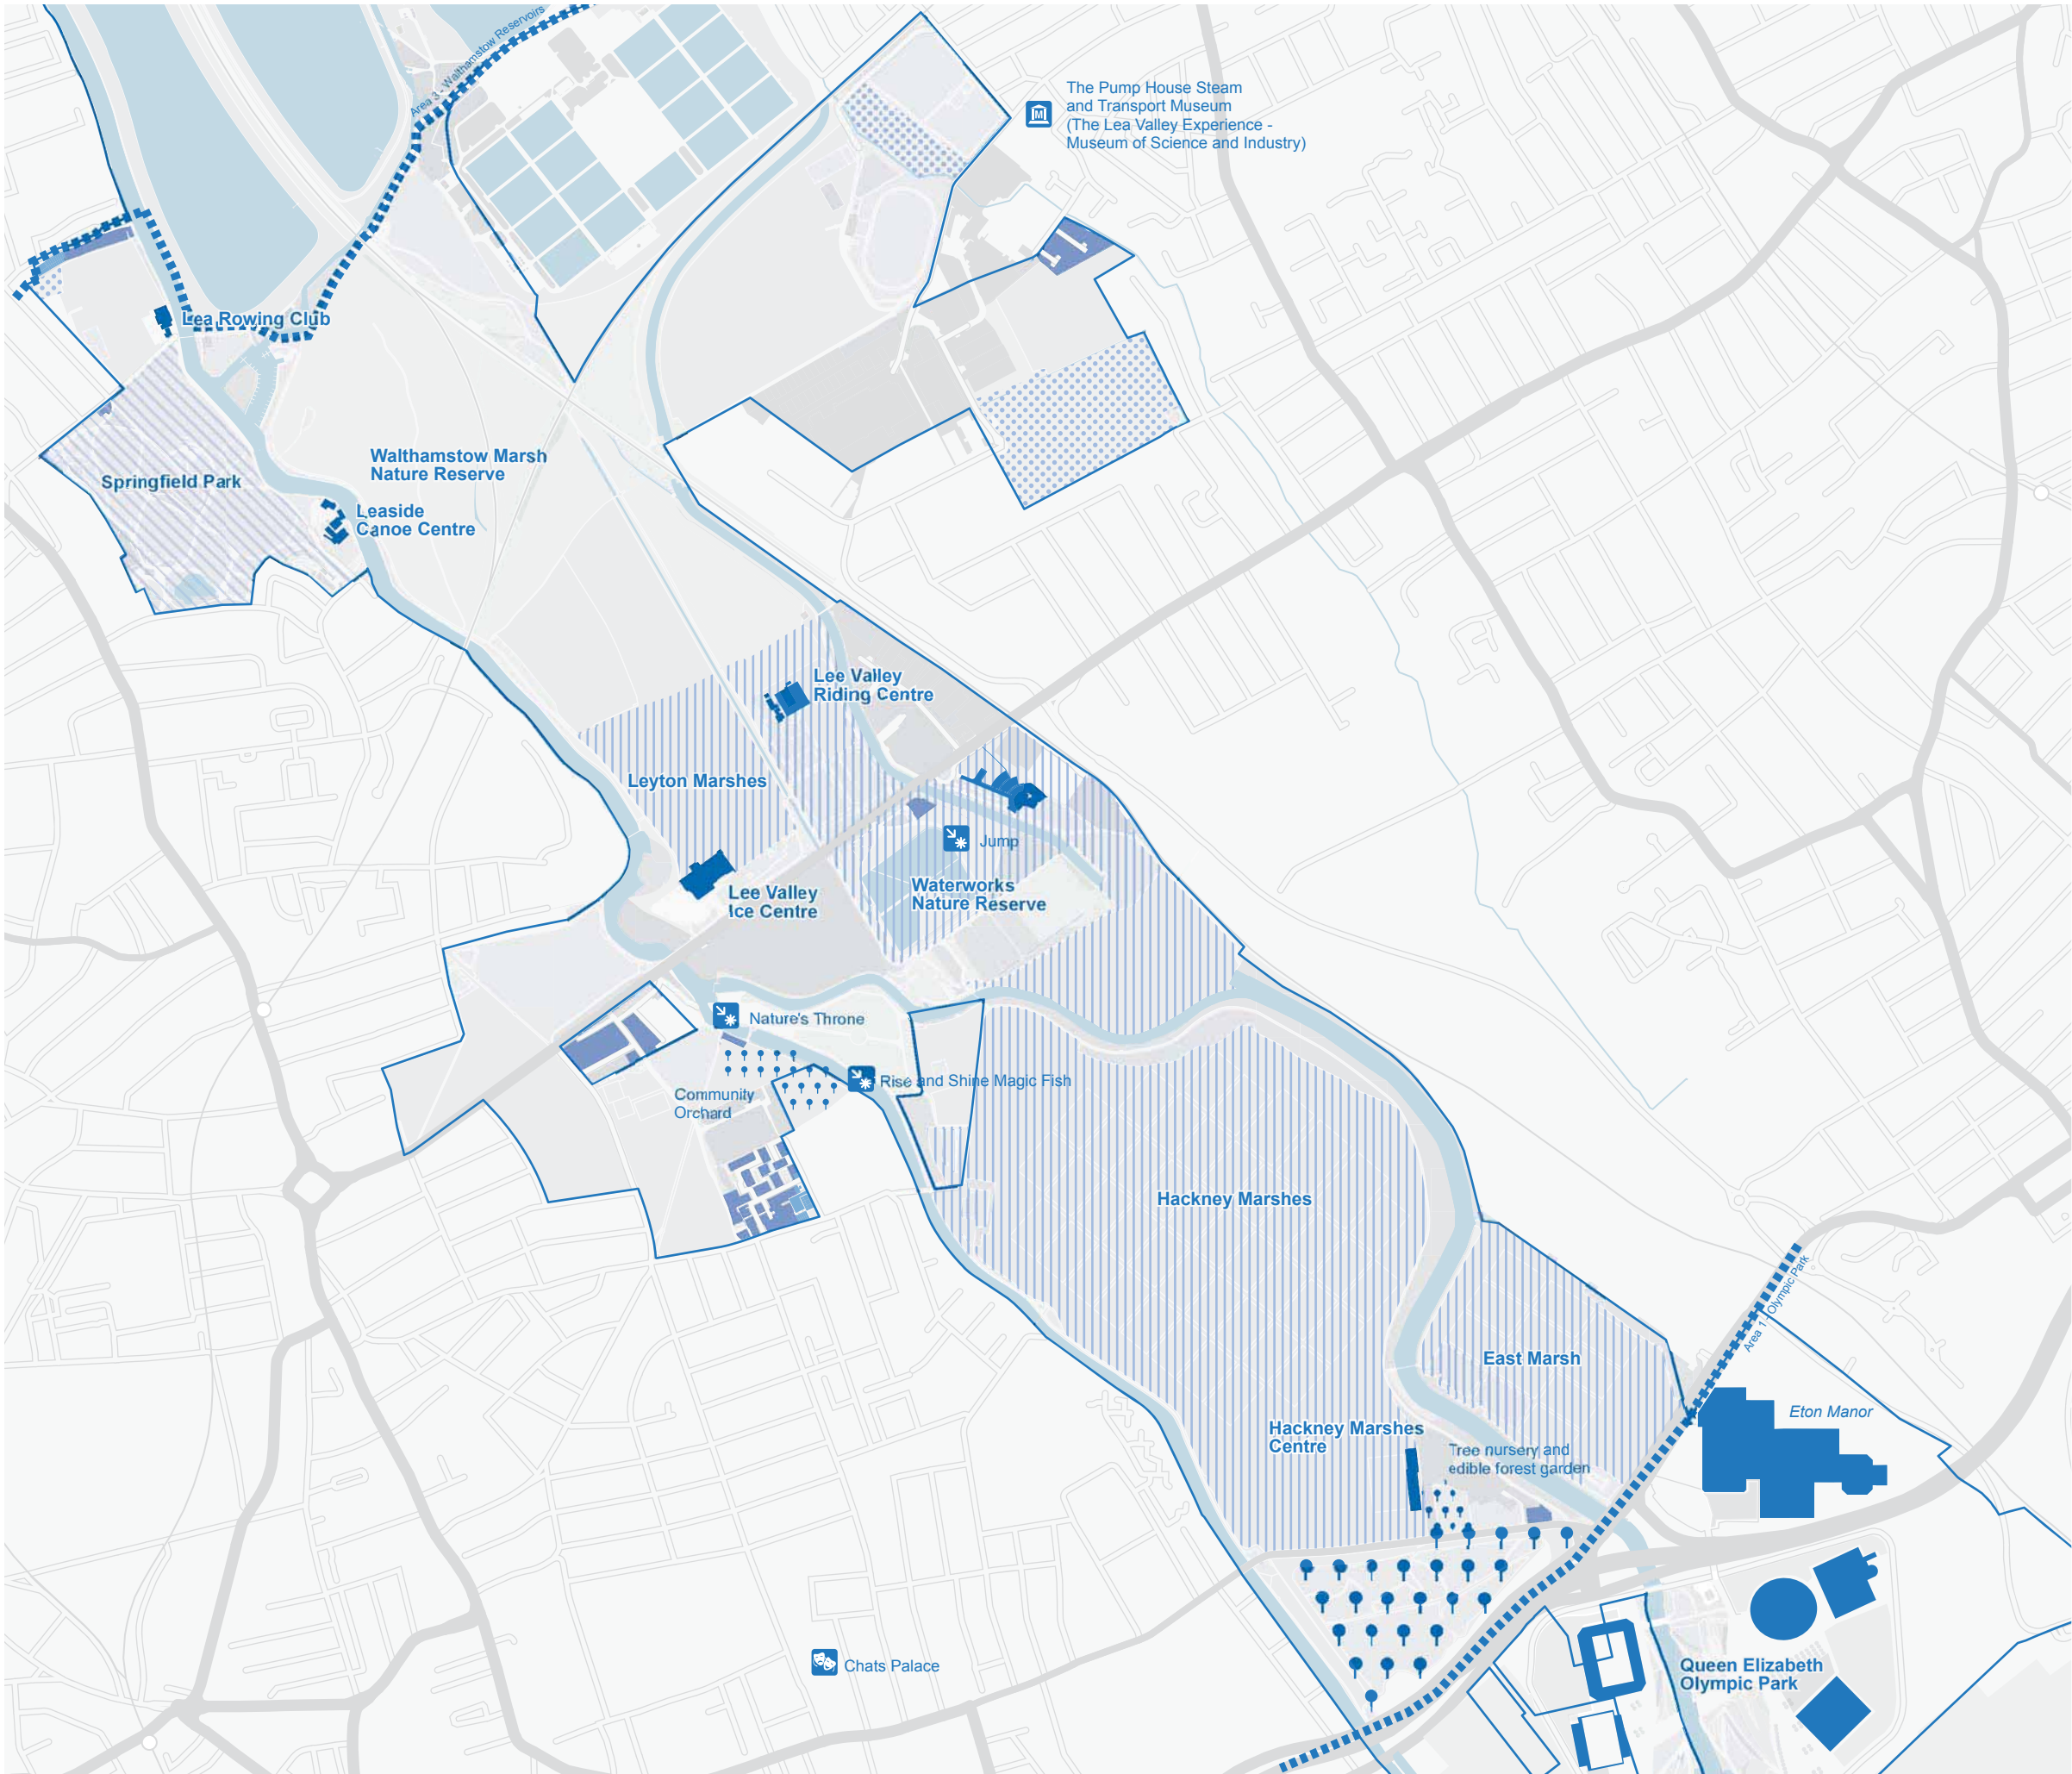 Area 3 - Walthamstow Reservoirs
The Pump House Steam
and Transport Museum
(The Lea Valley Experience -
Museum of Science and Industry)
M
Lea Rowing Club
Walthamstow Marsh
Nature Reserve
Springfield Park
Leaside
Canoe Centre
Lee Valley
Riding Centre
Leyton Marshes
Jump
Lee Valley
Ice Centre
Waterworks
Nature Reserve
Nature's Throne
Rise and Shine Magic Fish
Community
Orchard
Hackney Marshes
Area 1 - Olympic Park
East Marsh
Eton Manor
Hackney Marshes
Centre
Tree nursery and
edible forest garden
Chats Palace
Queen Elizabeth
Olympic Park